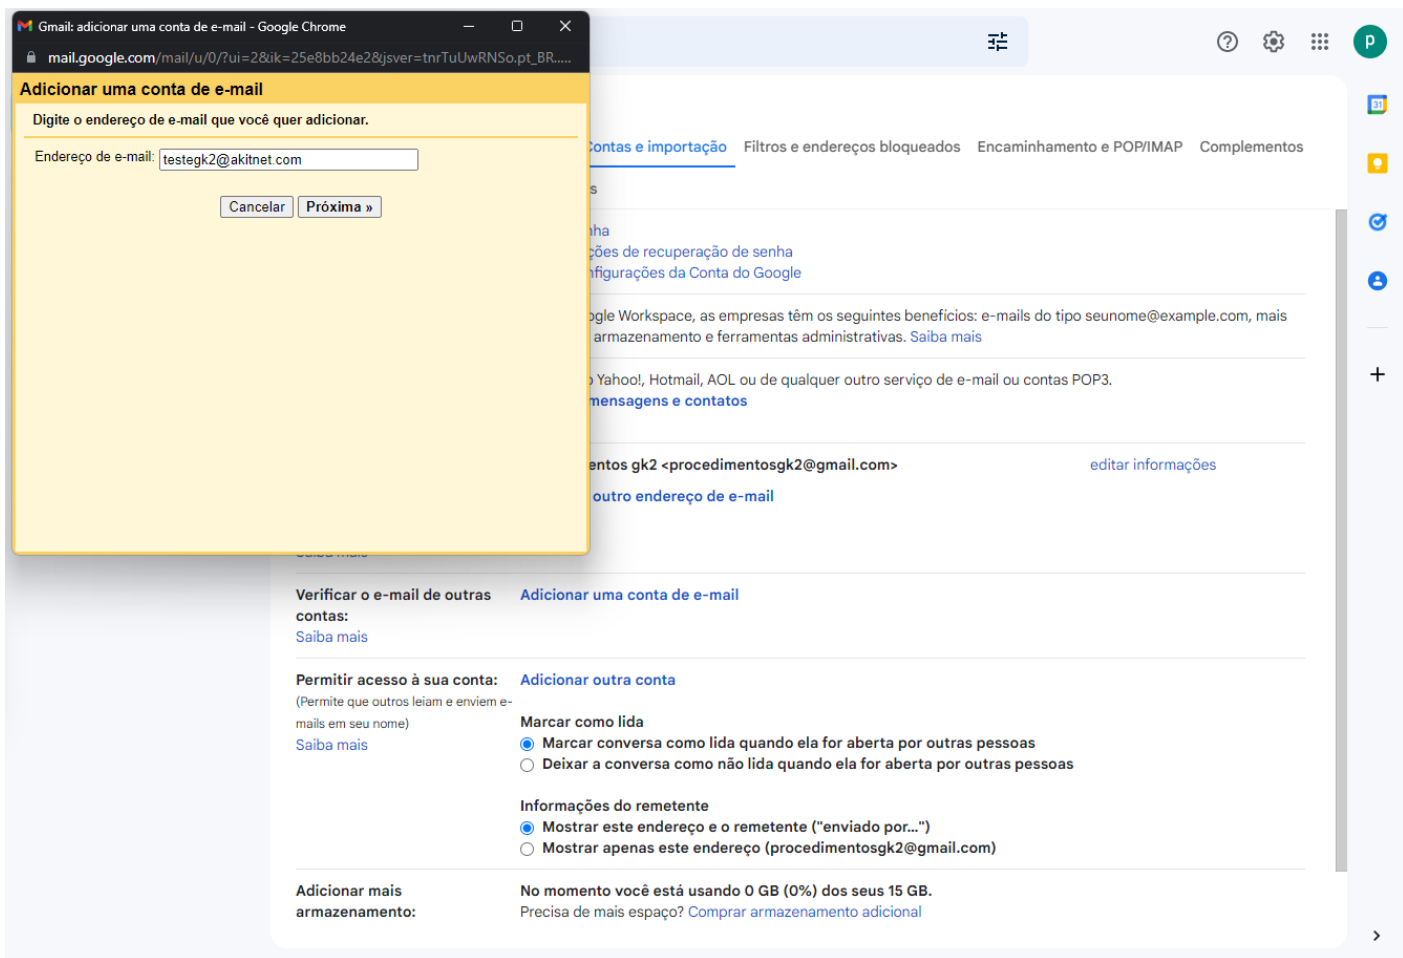 Gmail: adicionar uma conta de e-mail - Google Chrome
mail.google.com/mail/u/0/?ui=2&ik=25e8bb24e2&jsver=tnrTuUwRNSo.pt_BR.....
Adicionar uma conta de e-mail
Digite o endereço de e-mail que você quer adicionar.
Endereço de e-mail: testegk2@akitnet.com
Cancelar Próxima »
p
31
Contas e importação Filtros e endereços bloqueados Encaminhamento e POP/IMAP Complementos
s
nha
ções de recuperação de senha
nfigurações da Conta do Google
ogle Workspace, as empresas têm os seguintes benefícios: e-mails do tipo seunome@example.com, mais
armazenamento e ferramentas administrativas. Saiba mais
o Yahoo!, Hotmail, AOL ou de qualquer outro serviço de e-mail ou contas POP3.
mensagens e contatos
entos gk2 <procedimentosgk2@gmail.com> editar informações
outro endereço de e-mail
Saiba mais
Verificar o e-mail de outras contas: Adicionar uma conta de e-mail
Saiba mais
Permitir acesso à sua conta: Adicionar outra conta
(Permite que outros leiam e enviem e-
mails em seu nome)
Saiba mais
Marcar como lida
Marcar conversa como lida quando ela for aberta por outras pessoas
Deixar a conversa como não lida quando ela for aberta por outras pessoas
Informações do remetente
Mostrar este endereço e o remetente ("enviado por...")
Mostrar apenas este endereço (procedimentosgk2@gmail.com)
Adicionar mais
armazenamento:
No momento você está usando 0 GB (0%) dos seus 15 GB.
Precisa de mais espaço? Comprar armazenamento adicional